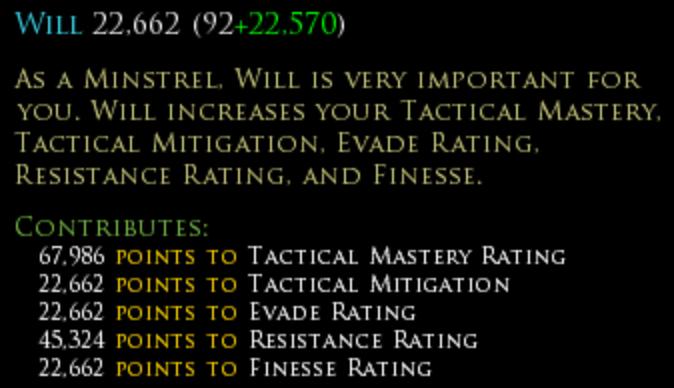 Will 22,662 (92+22,570)
As a Minstrel, Will is very important for
you. Will increases your Tactical Mastery,
Tactical Mitigation, Evade Rating,
Resistance Rating, and Finesse.
Contributes:
67,986 points to Tactical Mastery Rating
22,662 points to Tactical Mitigation
22,662 points to Evade Rating
45,324 points to Resistance Rating
22,662 points to Finesse Rating